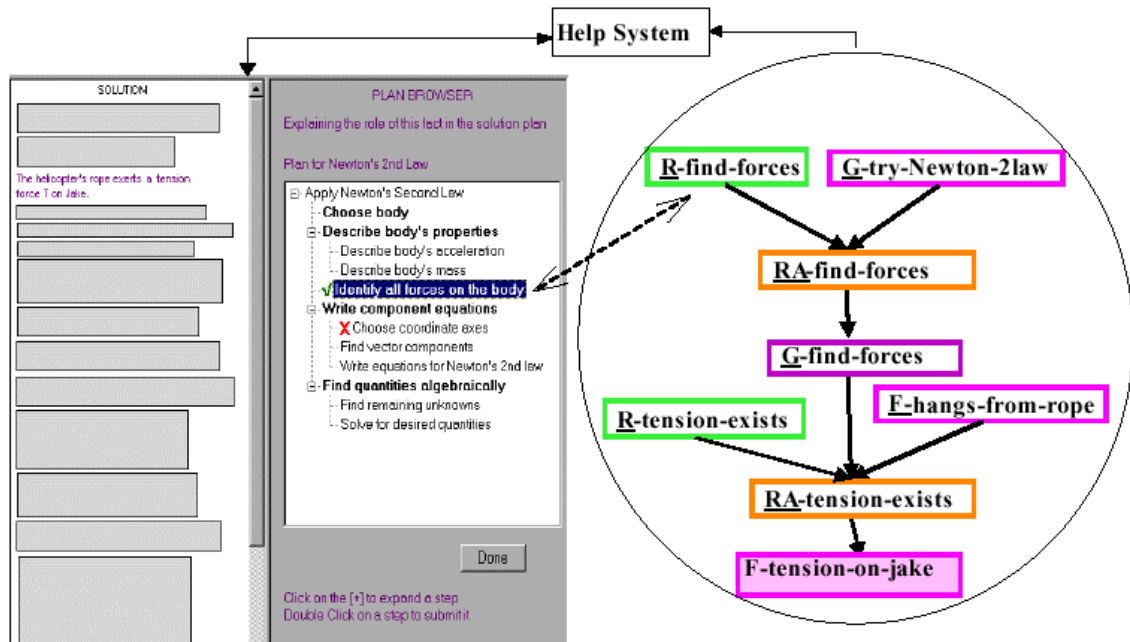 Help System
SOLUTION
The helicopter's rope exerts a tension
force T on Jake.
PLAN BROWSER
Explaining the role of this fact in the solution plan
Plan for Newton's 2nd Law
Apply Newton's Second Law
Choose body
Describe body's properties
Describe body's acceleration
Describe body's mass
Identify all forces on the body
Write component equations
X Choose coordinate axes
Find vector components
Write equations for Newton's 2nd law
Find quantities algebraically
Find remaining unknowns
Solve for desired quantities
Done
Click on the [+] to expand a step
Double Click on a step to submit it
R-find-forces
G-try-Newton-2law
RA-find-forces
G-find-forces
F-hangs-from-rope
R-tension-exists
RA-tension-exists
F-tension-on-jake